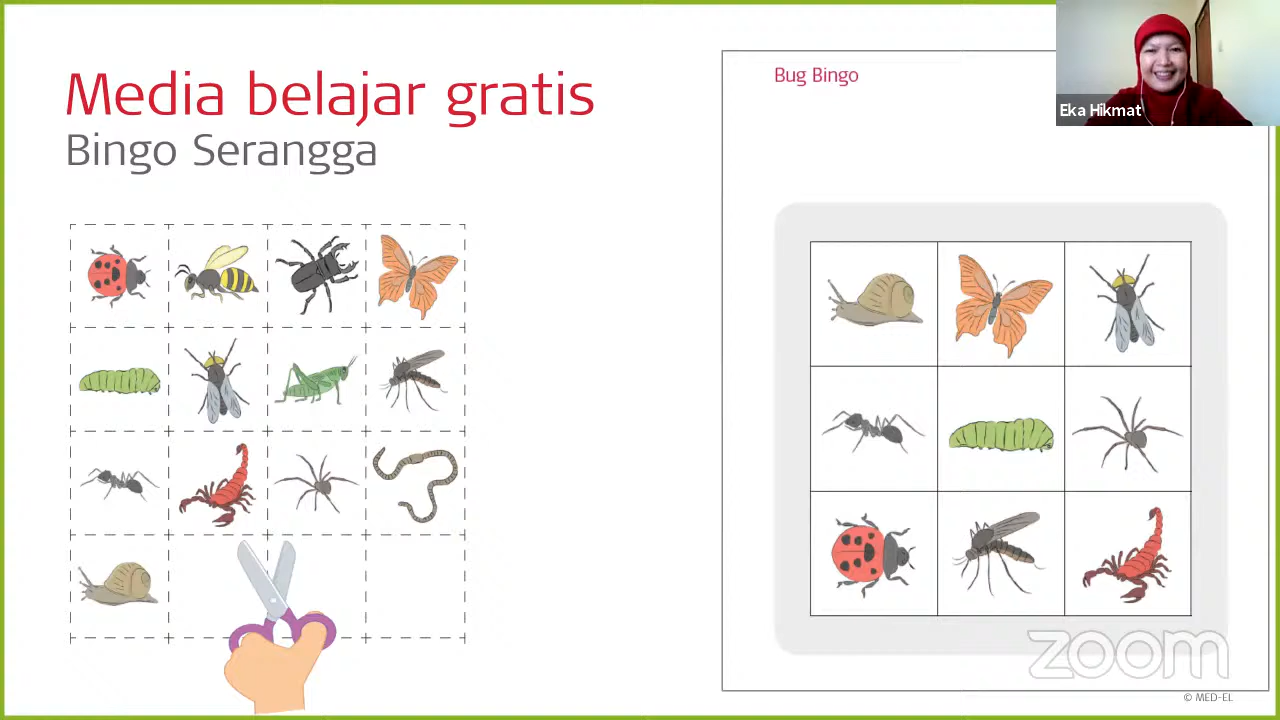 Media belajar gratis
Bingo Serangga
Bug Bingo
Eka Hikmat
zoom
© MED-EL